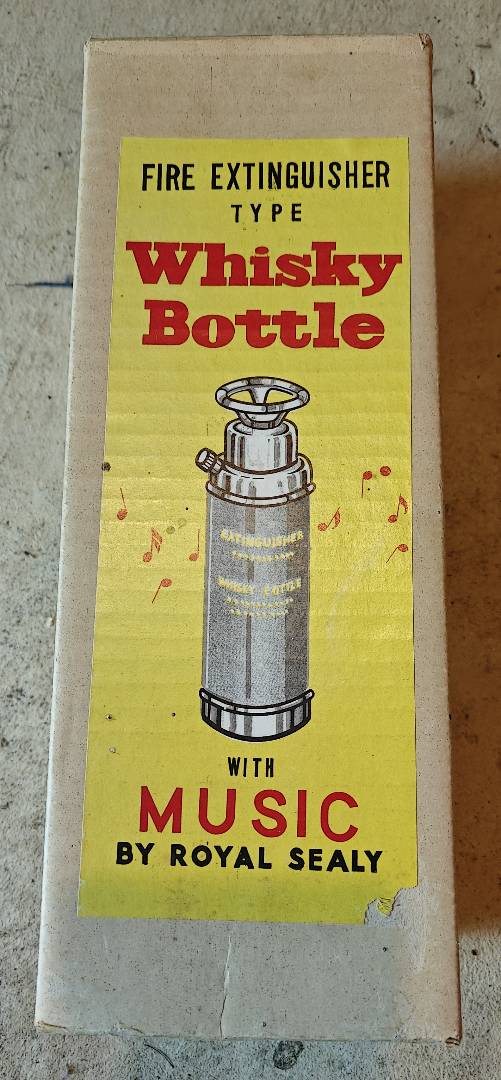 FIRE EXTINGUISHER
TYPE
Whisky
Bottle
EXTINGUISHER
WHISKY BOTTLE
WITH
MUSIC
BY ROYAL SEALY